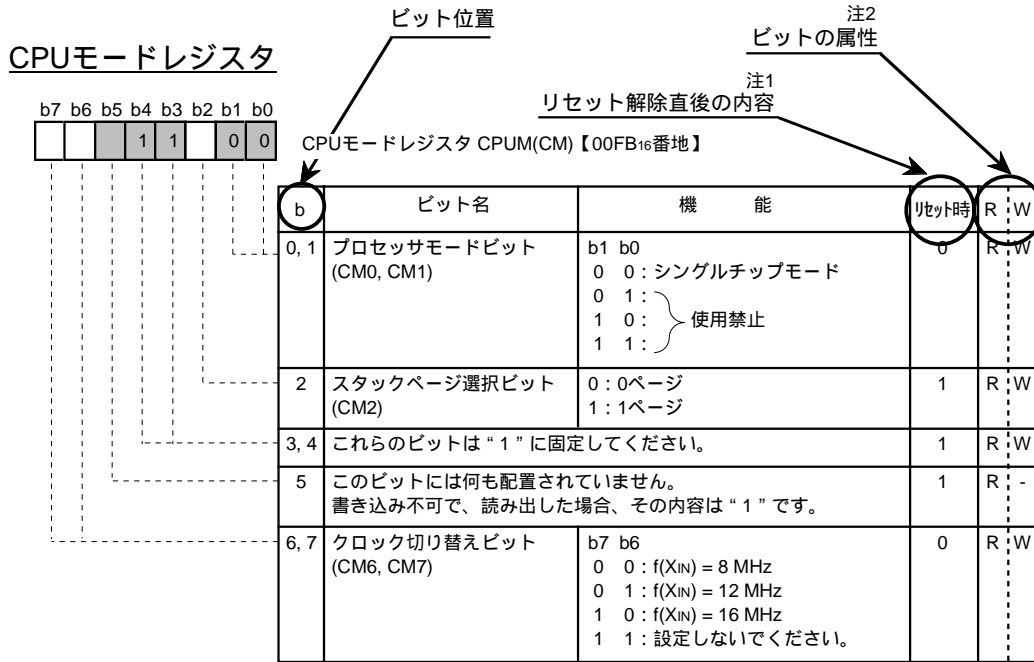 ビット位置
注2
ビットの属性
CPUモードレジスタ
注1
リセット解除直後の内容
b7 b6 b5 b4 b3 b2 b1 b0
1 1 0 0
CPUモードレジスタ CPUM(CM)【00FB16番地】
b ビット名 機 能 リセット時 R W
0, 1 プロセッサモードビット b1 b0 0 R W
(CM0, CM1) 0 0：シングルチップモード
0 1：
1 0： 使用禁止
1 1：
2 スタックページ選択ビット 0：0ページ 1 R W
(CM2) 1：1ページ
3, 4 これらのビットは“1”に固定してください。 1 R W
5 このビットには何も配置されていません。 1 R -
書き込み不可で、読み出した場合、その内容は“1”です。
6, 7 クロック切り替えビット b7 b6 0 R W
(CM6, CM7) 0 0：f(XIN) = 8 MHz
0 1：f(XIN) = 12 MHz
1 0：f(XIN) = 16 MHz
1 1：設定しないでください。